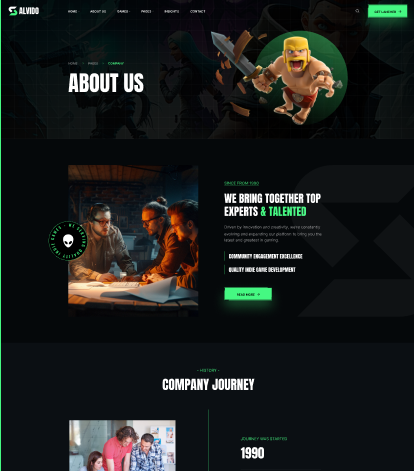 ALVIDO
HOME ABOUT US GAMES PAGES INSIGHTS CONTACT
GET LAUNCHER
HOME PAGES COMPANY
ABOUT US
SINCE FROM 1990
WE BRING TOGETHER TOP
EXPERTS & TALENTED
Driven by innovation and creativity, we're constantly
evolving and expanding our platform to bring you the
latest and greatest in gaming.
COMMUNITY ENGAGEMENT EXCELLENCE
QUALITY INDIE GAME DEVELOPMENT
READ MORE
- HISTORY -
COMPANY JOURNEY
JOURNEY WAS STARTED
1990